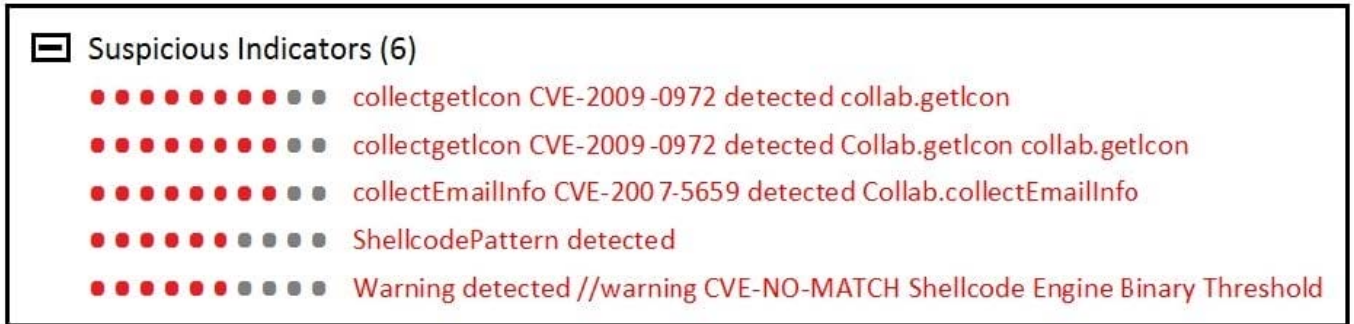 Suspicious Indicators (6)
collectgetIcon CVE-2009-0972 detected collab.getIcon
collectgetIcon CVE-2009-0972 detected Collab.getIcon collab.getIcon
collectEmailInfo CVE-2007-5659 detected Collab.collectEmailInfo
ShellcodePattern detected
Warning detected //warning CVE-NO-MATCH Shellcode Engine Binary Threshold